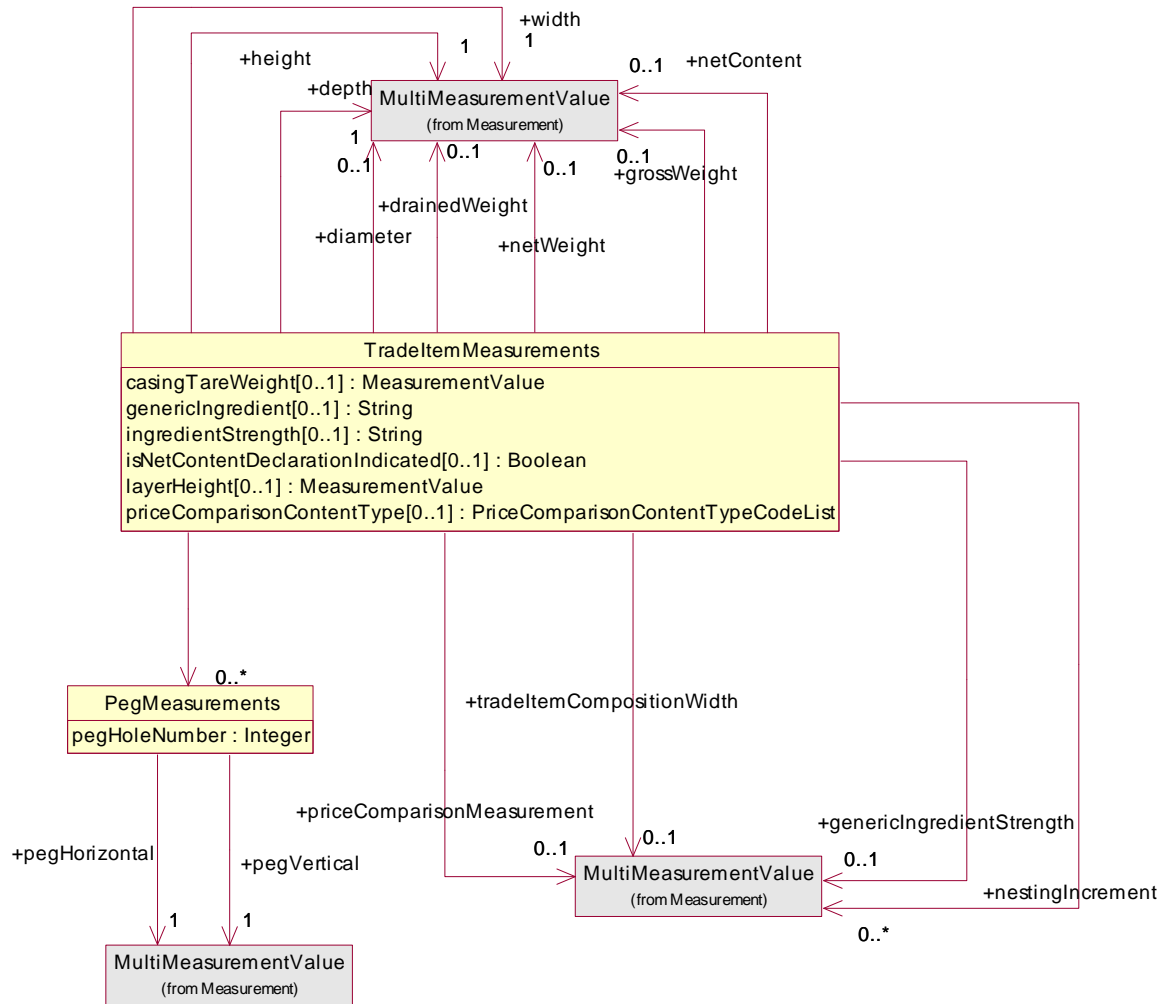 +width
1
1
+height
0..1
+netContent
+depth
MultiMeasurementValue
(from Measurement)
1
0..1
0..1
0..1
0..1
+grossWeight
+drainedWeight
+diameter
+netWeight
TradeItemMeasurements
casingTareWeight[0..1] : MeasurementValue
genericIngredient[0..1] : String
ingredientStrength[0..1] : String
isNetContentDeclarationIndicated[0..1] : Boolean
layerHeight[0..1] : MeasurementValue
priceComparisonContentType[0..1] : PriceComparisonContentTypeCodeList
0..*
PegMeasurements
pegHoleNumber : Integer
+tradeItemCompositionWidth
+priceComparisonMeasurement
+genericIngredientStrength
+pegHorizontal
+pegVertical
0..1
0..1
0..1
MultiMeasurementValue
(from Measurement)
+nestingIncrement
0..*
1
1
MultiMeasurementValue
(from Measurement)